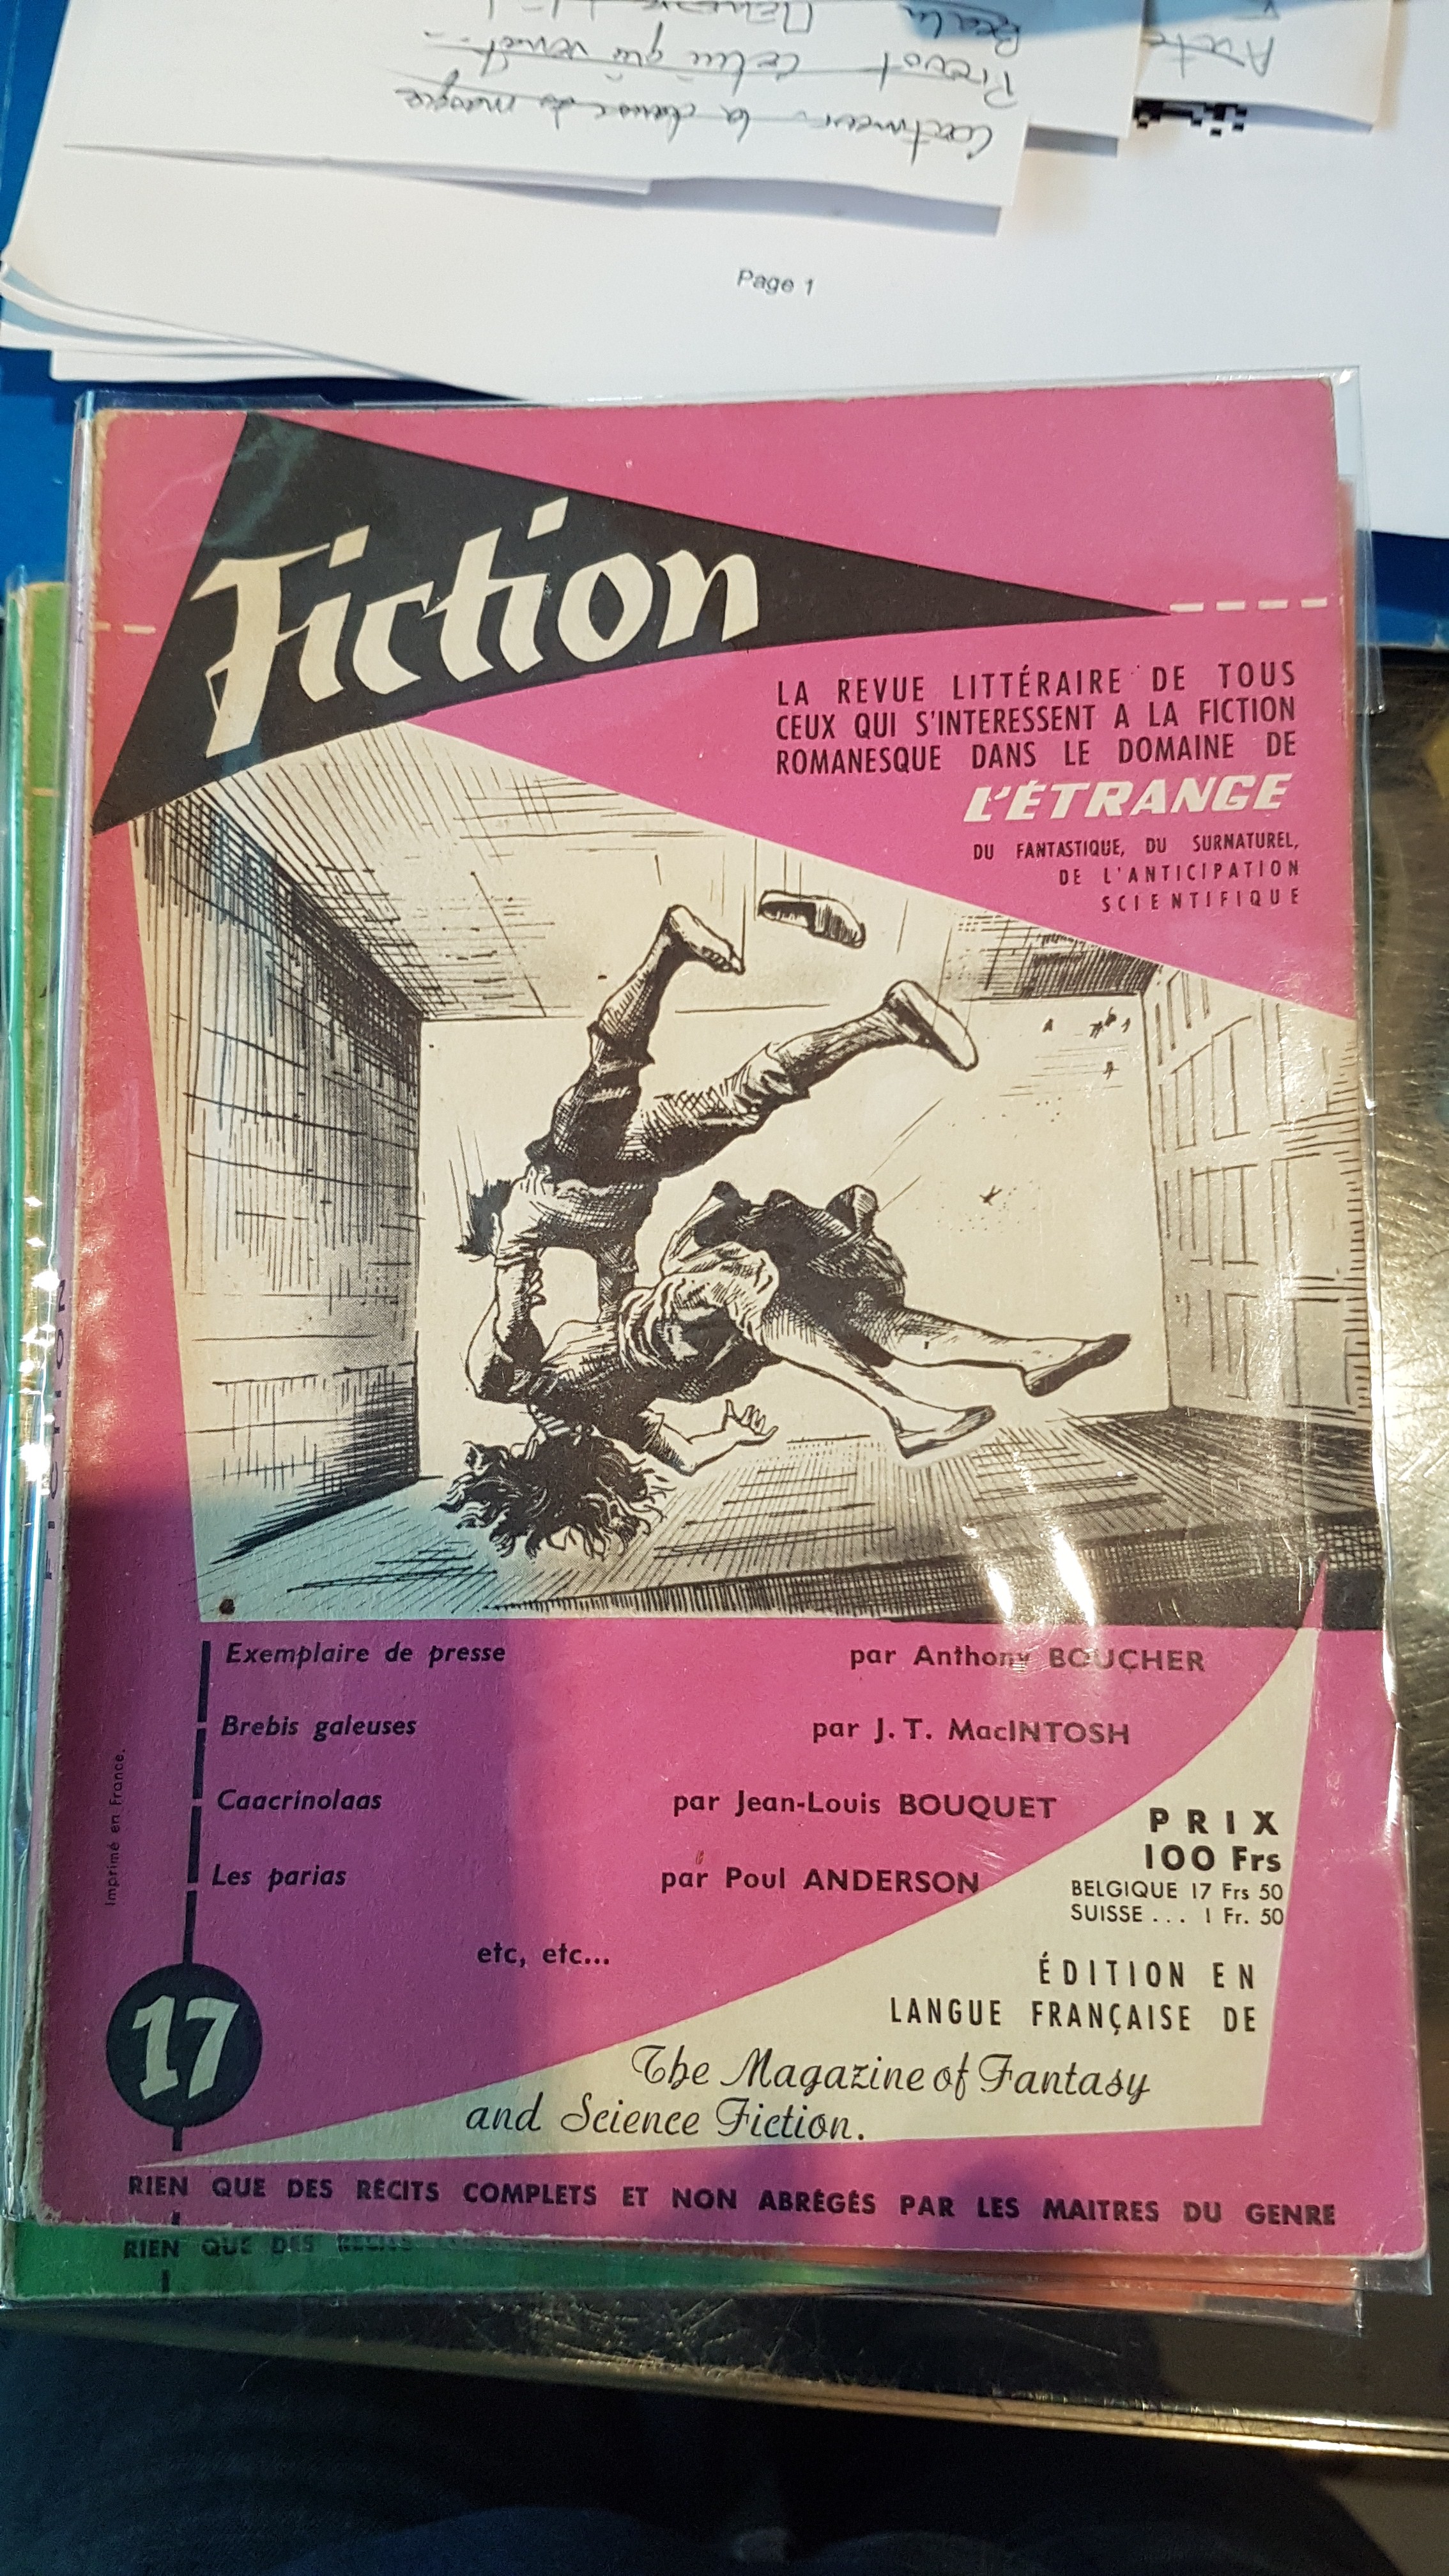 Page 1
Fiction
LA REVUE LITTÉRAIRE DE TOUS
CEUX QUI S'INTERESSENT A LA FICTION
ROMANESQUE DANS LE DOMAINE DE
L'ÉTRANGE
DU FANTASTIQUE, DU SURNATUREL,
DE L'ANTICIPATION
SCIENTIFIQUE
Exemplaire de presse par Anthony BOUCHER
Brebis galeuses par J. T. MacINTOSH
Caacrinolaas par Jean-Louis BOUQUET
Les parias par Poul ANDERSON
etc, etc...
Imprimé en France.
PRIX
100 Frs
BELGIQUE 17 Frs 50
SUISSE ... 1 Fr. 50
17
ÉDITION EN
LANGUE FRANÇAISE DE
The Magazine of Fantasy
and Science Fiction.
RIEN QUE DES RÉCITS COMPLETS ET NON ABRÉGÉS PAR LES MAITRES DU GENRE
RIEN QUE DES RECITS